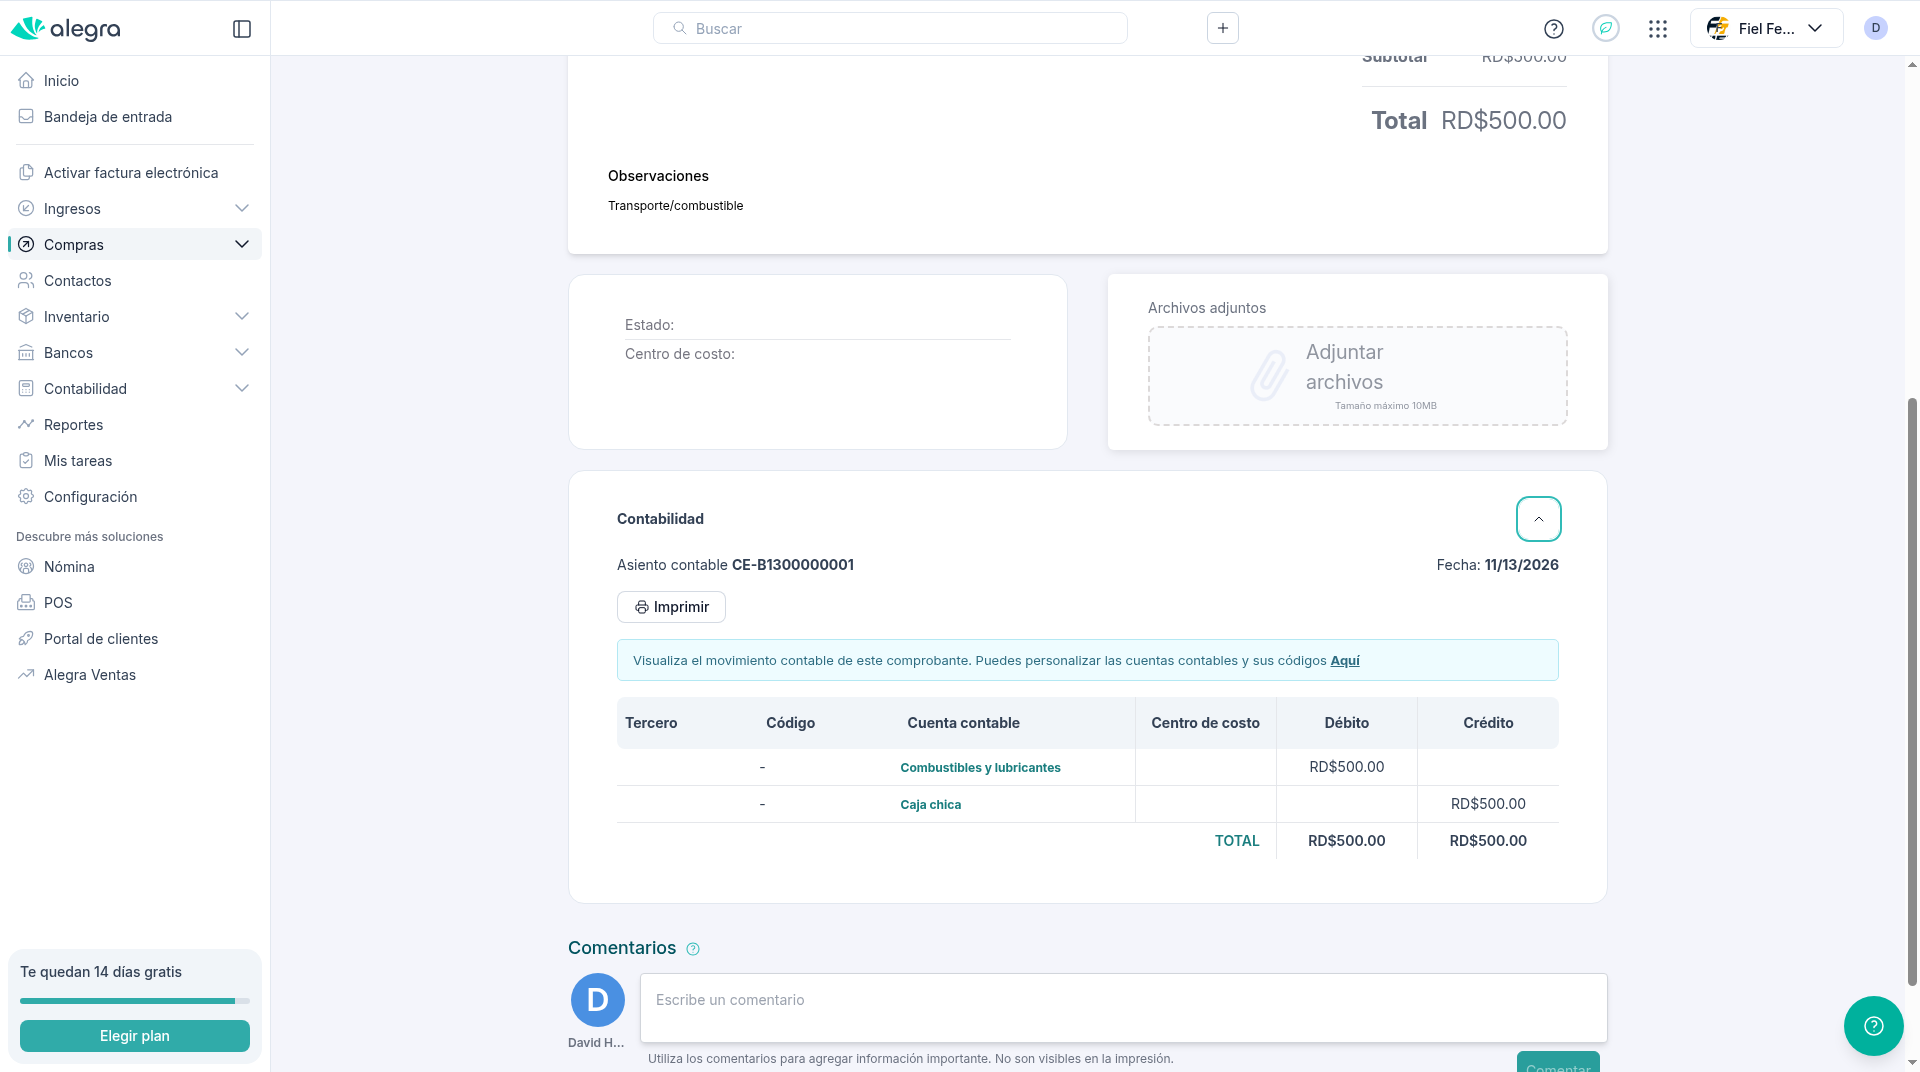 alegra
Buscar
Fiel Fe...
D
Inicio
Bandeja de entrada
Activar factura electrónica
Ingresos
Compras
Contactos
Inventario
Bancos
Contabilidad
Reportes
Mis tareas
Configuración
Descubre más soluciones
Nómina
POS
Portal de clientes
Alegra Ventas
Te quedan 14 días gratis
Elegir plan
Subtotal RD$500.00
Total RD$500.00
Observaciones
Transporte/combustible
Estado:
Centro de costo:
Archivos adjuntos
Adjuntar
archivos
Tamaño máximo 10MB
Contabilidad
Asiento contable CE-B1300000001
Fecha: 11/13/2026
Imprimir
Visualiza el movimiento contable de este comprobante. Puedes personalizar las cuentas contables y sus códigos Aquí
Tercero Código Cuenta contable Centro de costo Débito Crédito
- Combustibles y lubricantes RD$500.00
- Caja chica RD$500.00
TOTAL RD$500.00 RD$500.00
Comentarios
D
David H...
Escribe un comentario
Utiliza los comentarios para agregar información importante. No son visibles en la impresión.
Comentar